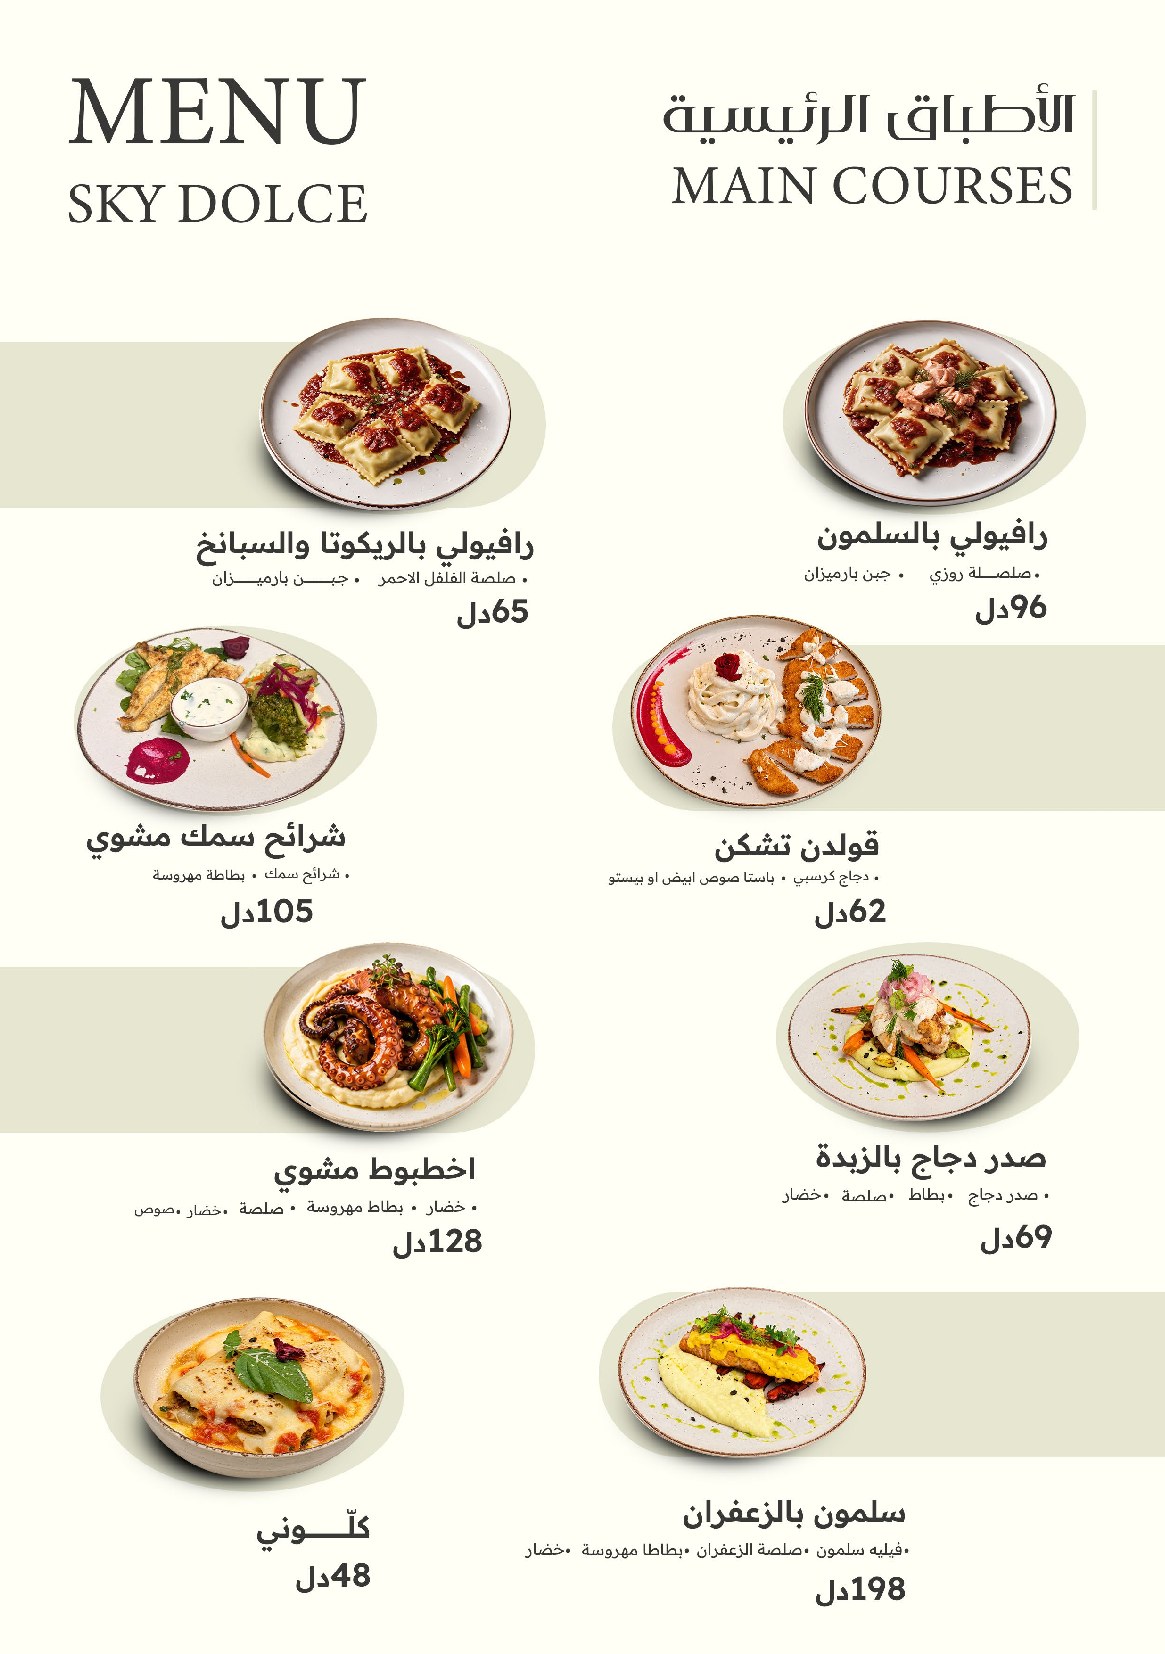 MENU
SKY DOLCE
الأطباق الرئيسية
MAIN COURSES
رافيولي بالسلمون
• صلصـلة روزي • جبن بارميزان
96دل
رافيولي بالريكوتا والسبانخ
• صلصة الفلفل الاحمر • جبـــن بارميـــزان
65دل
قولدن تشكن
• دجاج كرسبي • باستا صوص ابيض او بيستو
62دل
شرائح سمك مشوي
• شرائح سمك • بطاطة مهروسة
105دل
صدر دجاج بالزبدة
• صدر دجاج •بطاط •صلصة •خضار
69دل
اخطبوط مشوي
• خضار • بطاط مهروسة • صلصة •خضار •صوص
128دل
سلمون بالزعفران
•فيليه سلمون •صلصة الزعفران •بطاطا مهروسة •خضار
198دل
كلّـــوني
48دل